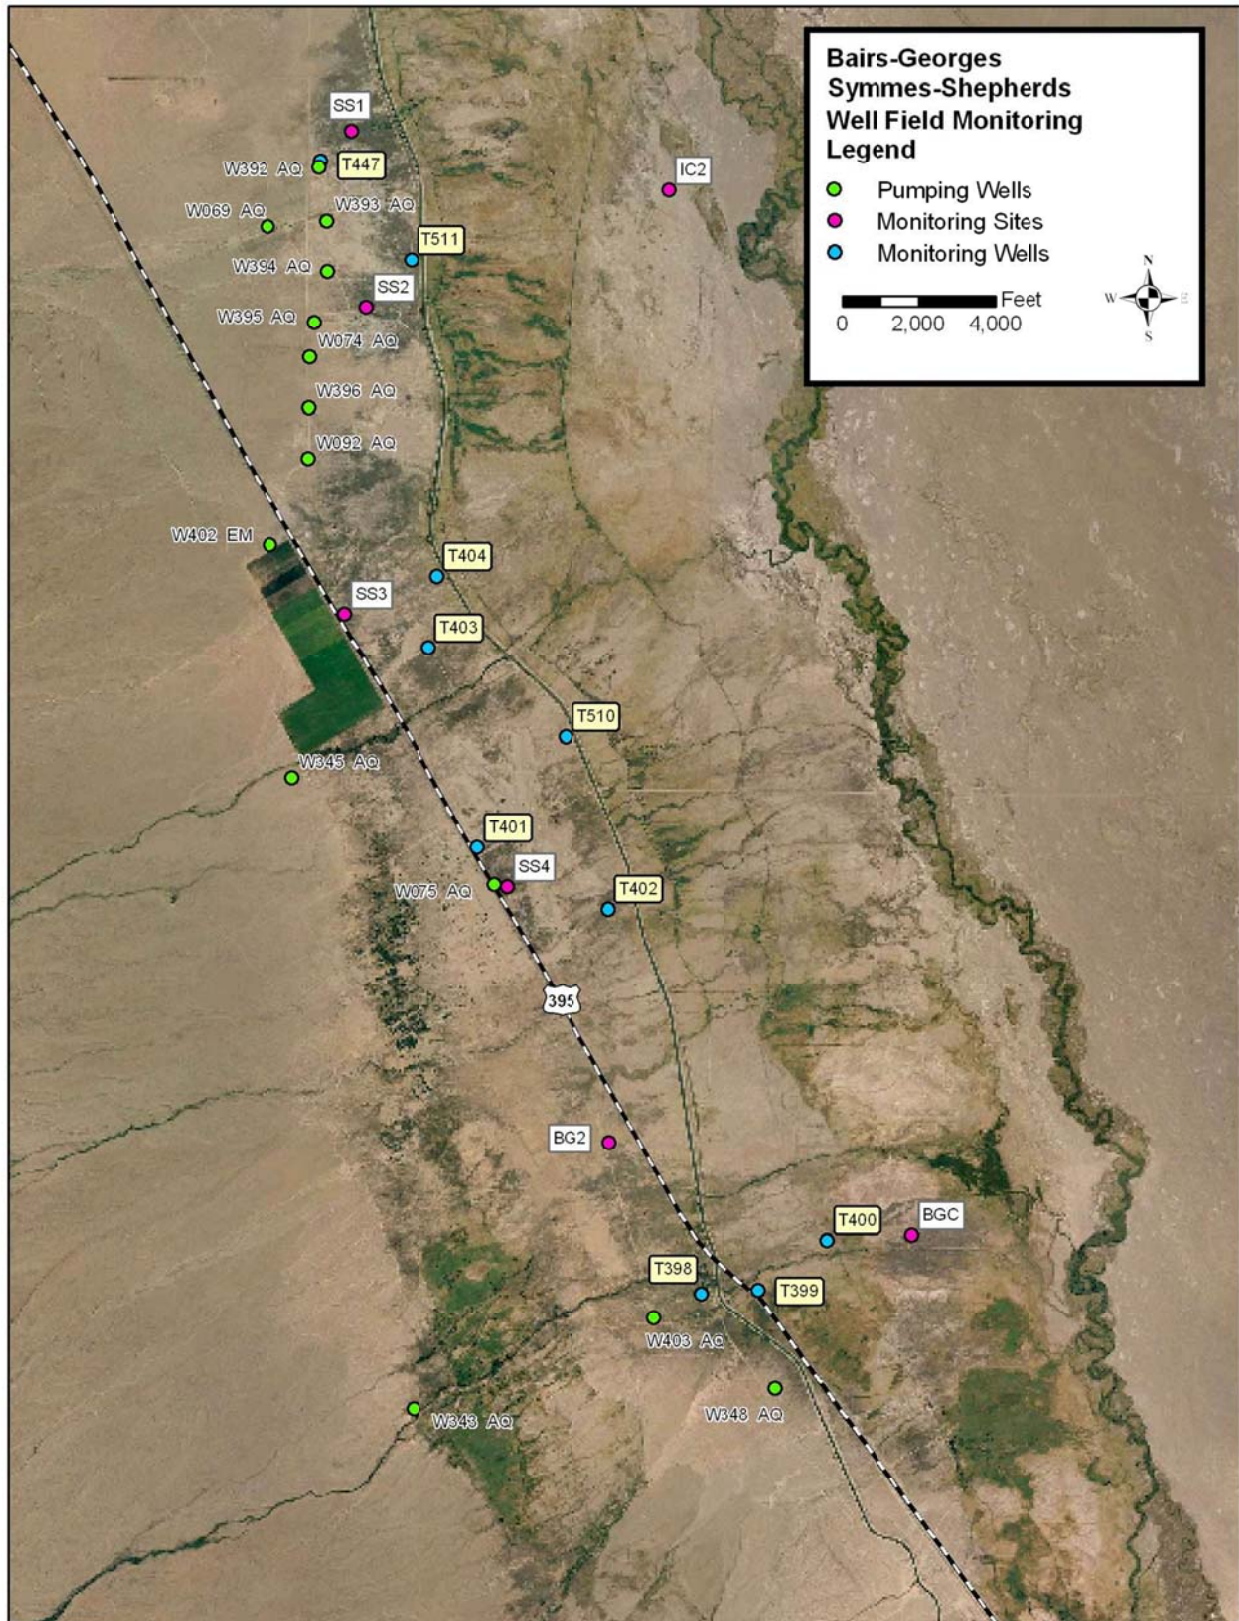 Bairs-Georges
Symmes-Shepherds
Well Field Monitoring
Legend
Pumping Wells
Monitoring Sites
Monitoring Wells
Feet
0 2,000 4,000
N
W E
S
SS1
W392 AQ
T447
IC2
W069 AQ
W393 AQ
T511
W394 AQ
SS2
W395 AQ
W074 AQ
W396 AQ
W092 AQ
W402 EM
T404
SS3
T403
T510
W345 AQ
T401
SS4
W075 AQ
T402
395
BG2
T400
BGC
T398
T399
W403 AQ
W348 AQ
W343 AQ